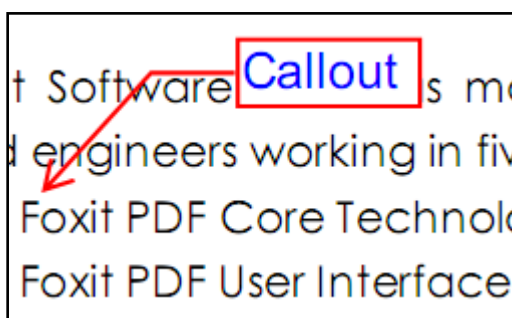 t Software Callout s m
engineers working in fiv
Foxit PDF Core Technolo
Foxit PDF User Interface